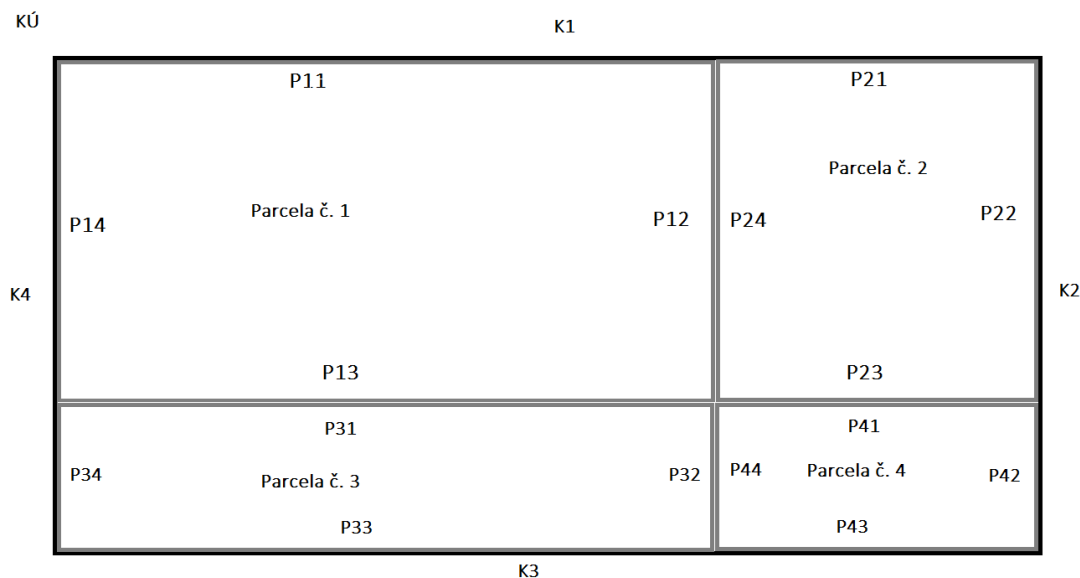 KÚ
K1
P11
P21
Parcela č. 2
Parcela č. 1
P14
P12
P24
P22
K4
K2
P13
P23
P31
P41
P34
Parcela č. 3
P32
P44
Parcela č. 4
P42
P33
P43
K3